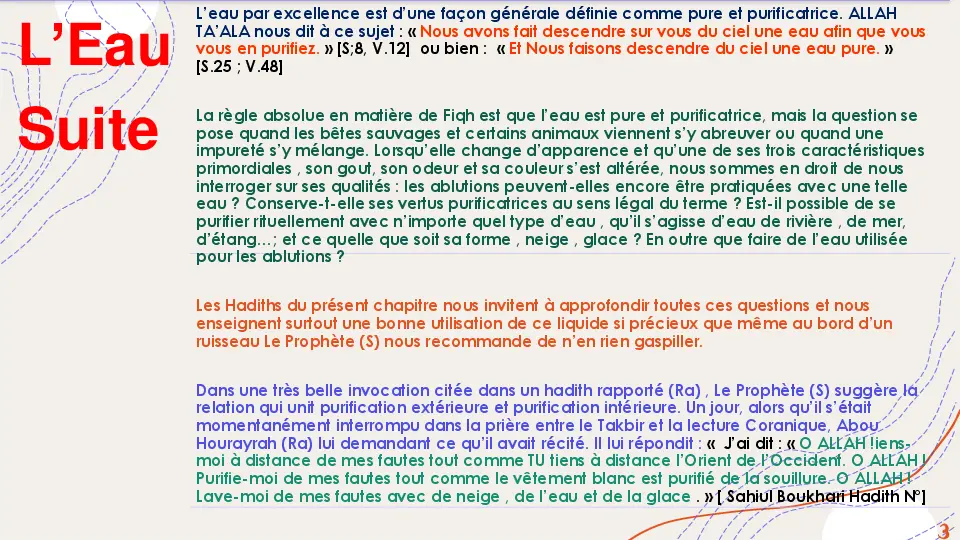 L’Eau
Suite
L’eau par excellence est d’une façon générale définie comme pure et purificatrice. ALLAH
TA’ALA nous dit à ce sujet : « Nous avons fait descendre sur vous du ciel une eau afin que vous
vous en purifiez. » [S;8, V.12] ou bien : « Et Nous faisons descendre du ciel une eau pure. »
[S.25 ; V.48]
La règle absolue en matière de Fiqh est que l’eau est pure et purificatrice, mais la question se
pose quand les bêtes sauvages et certains animaux viennent s’y abreuver ou quand une
impureté s’y mélange. Lorsqu’elle change d’apparence et qu’une de ses trois caractéristiques
primordiales , son gout, son odeur et sa couleur s’est altérée, nous sommes en droit de nous
interroger sur ses qualités : les ablutions peuvent-elles encore être pratiquées avec une telle
eau ? Conserve-t-elle ses vertus purificatrices au sens légal du terme ? Est-il possible de se
purifier rituellement avec n’importe quel type d’eau , qu’il s’agisse d’eau de rivière , de mer,
d’étang…; et ce quelle que soit sa forme , neige , glace ? En outre que faire de l’eau utilisée
pour les ablutions ?
Les Hadiths du présent chapitre nous invitent à approfondir toutes ces questions et nous
enseignent surtout une bonne utilisation de ce liquide si précieux que même au bord d’un
ruisseau Le Prophète (S) nous recommande de n’en rien gaspiller.
Dans une très belle invocation citée dans un hadith rapporté (Ra) , Le Prophète (S) suggère la
relation qui unit purification extérieure et purification intérieure. Un jour, alors qu’il s’était
momentanément interrompu dans la prière entre le Takbir et la lecture Coranique, Abou
Hourayrah (Ra) lui demandant ce qu’il avait récité. Il lui répondit : « J’ai dit : « O ALLAH !iens-
moi à distance de mes fautes tout comme TU tiens à distance l’Orient de l’Occident. O ALLAH !
Purifie-moi de mes fautes tout comme le vêtement blanc est purifié de la souillure. O ALLAH !
Lave-moi de mes fautes avec de neige , de l’eau et de la glace . » [ Sahiul Boukhari Hadith N°]
3